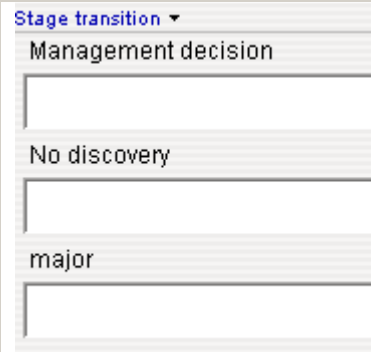 Stage transition
Management decision
No discovery
major